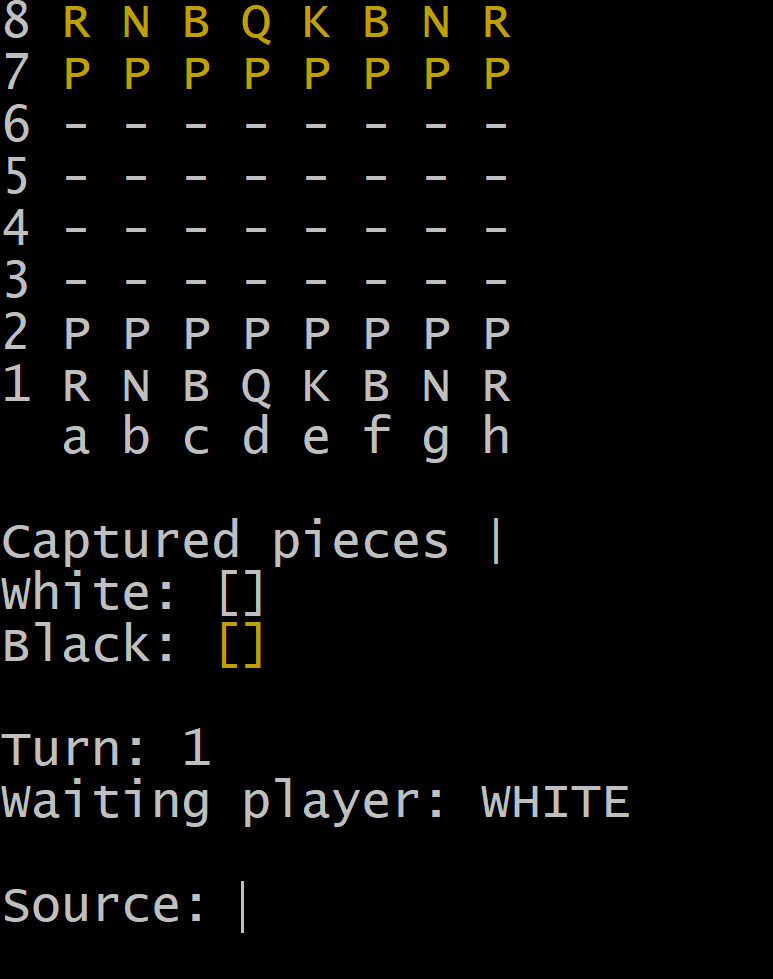 8 R N B Q K B N R
7 P P P P P P P P
6 - - - - - - - -
5 - - - - - - - -
4 - - - - - - - -
3 - - - - - - - -
2 P P P P P P P P
1 R N B Q K B N R
a b c d e f g h
Captured pieces |
White: []
Black: []
Turn: 1
Waiting player: WHITE
Source: